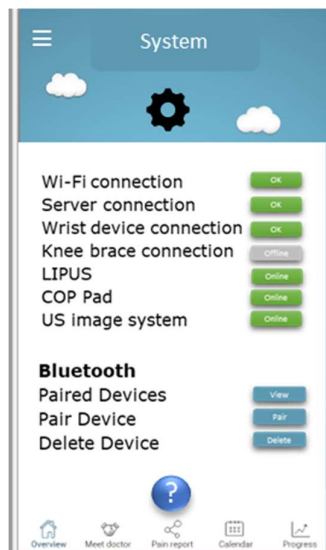 System
Wi-Fi connection OK
Server connection OK
Wrist device connection OK
Knee brace connection Offline
LIPUS Online
COP Pad Online
US image system Online
Bluetooth
Paired Devices View
Pair Device Pair
Delete Device Delete
?
Overview Meet doctor Pain report Calendar Progress